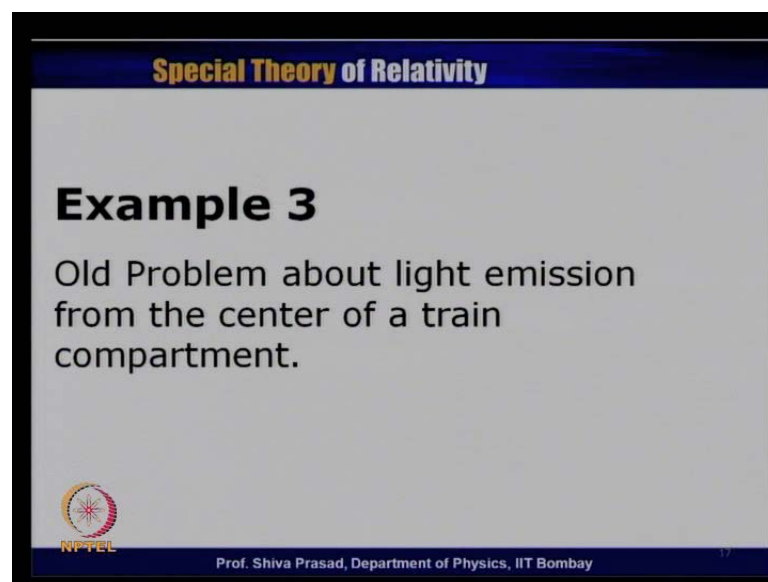 Special Theory of Relativity
Example 3
Old Problem about light emission
from the center of a train
compartment.
NPTEL
Prof. Shiva Prasad, Department of Physics, IIT Bombay
17